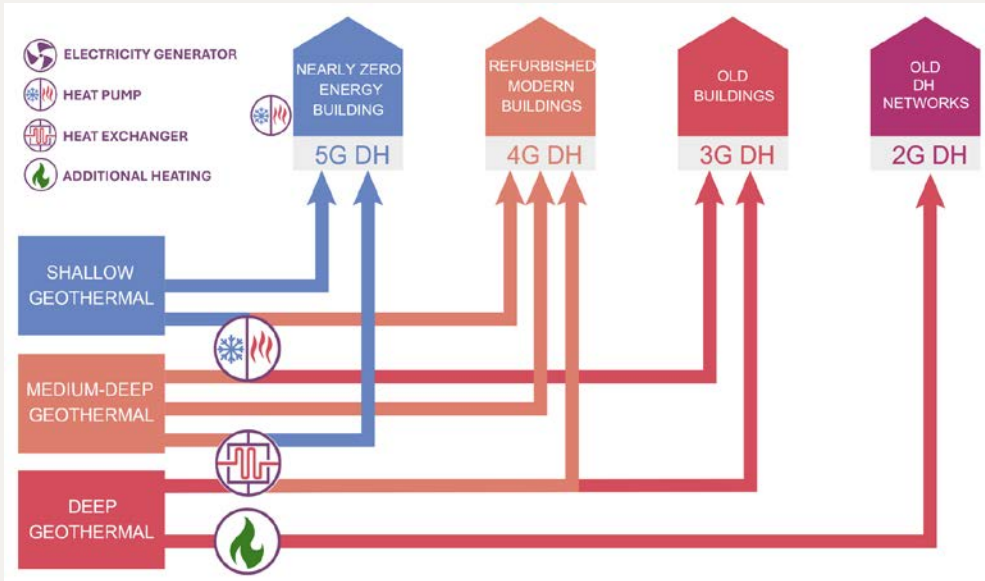 ELECTRICITY GENERATOR
HEAT PUMP
HEAT EXCHANGER
ADDITIONAL HEATING
NEARLY ZERO
ENERGY
BUILDING
5G DH
REFURBISHED
MODERN
BUILDINGS
4G DH
OLD
BUILDINGS
3G DH
OLD
DH
NETWORKS
2G DH
SHALLOW
GEOTHERMAL
MEDIUM-DEEP
GEOTHERMAL
DEEP
GEOTHERMAL